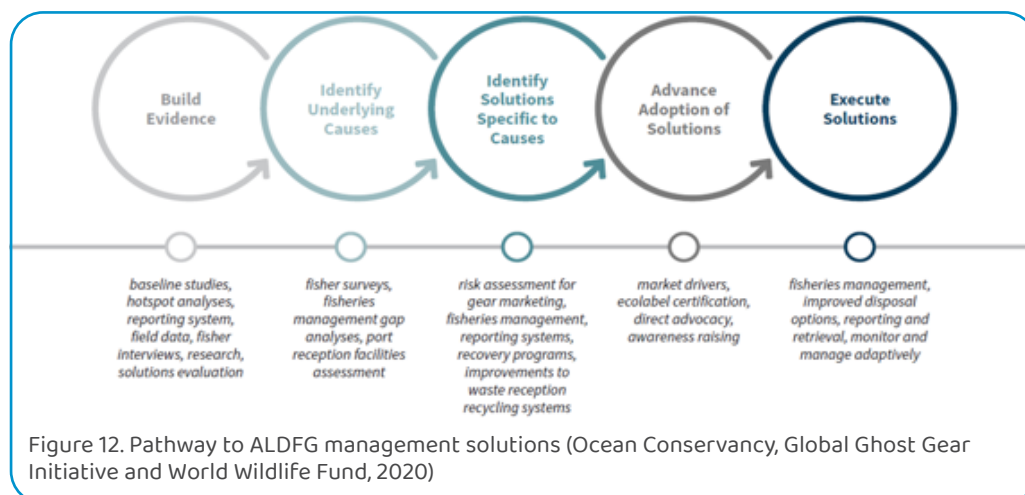 Build
Evidence
Identify
Underlying
Causes
Identify
Solutions
Specific to
Causes
Advance
Adoption of
Solutions
Execute
Solutions
baseline studies,
hotspot analyses,
reporting system,
field data, fisher
interviews, research,
solutions evaluation
fisher surveys,
fisheries
management gap
analyses, port
reception facilities
assessment
risk assessment for
gear marketing,
fisheries management,
reporting systems,
recovery programs,
improvements to
waste reception
recycling systems
market drivers,
ecolabel certification,
direct advocacy,
awareness raising
fisheries management,
improved disposal
options, reporting and
retrieval, monitor and
manage adaptively
Figure 12. Pathway to ALDFG management solutions (Ocean Conservancy, Global Ghost Gear
Initiative and World Wildlife Fund, 2020)